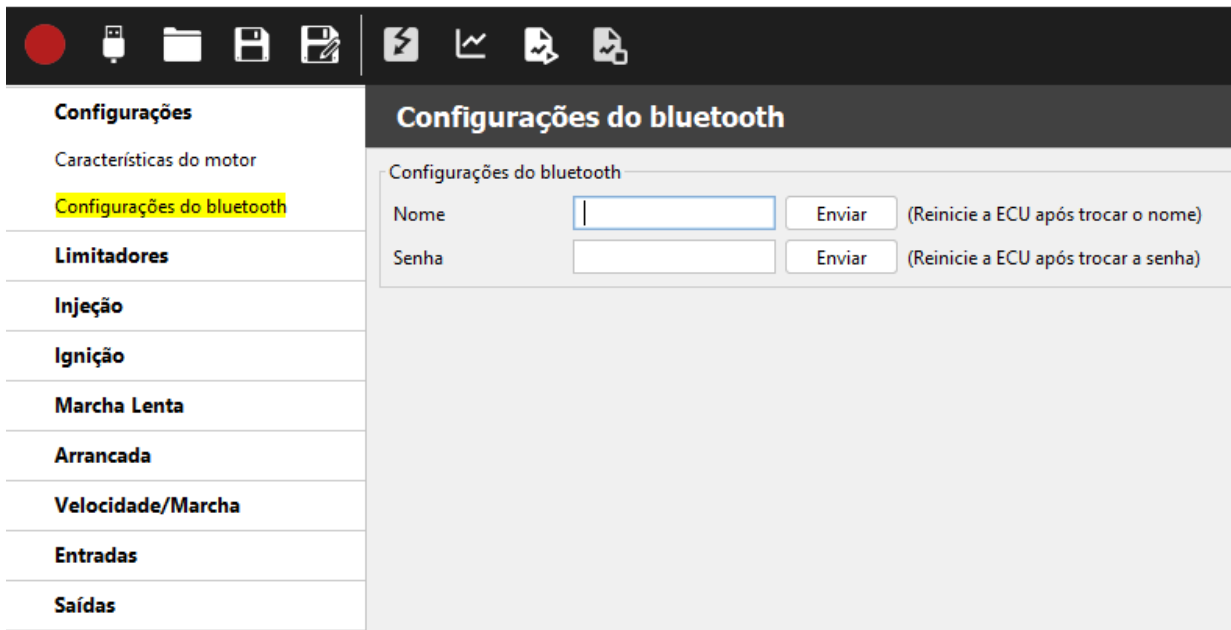 Configurações
Características do motor
Configurações do bluetooth
Limitadores
Injeção
Ignição
Marcha Lenta
Arrancada
Velocidade/Marcha
Entradas
Saídas
Configurações do bluetooth
Configurações do bluetooth
Nome Enviar (Reinicie a ECU após trocar o nome)
Senha Enviar (Reinicie a ECU após trocar a senha)